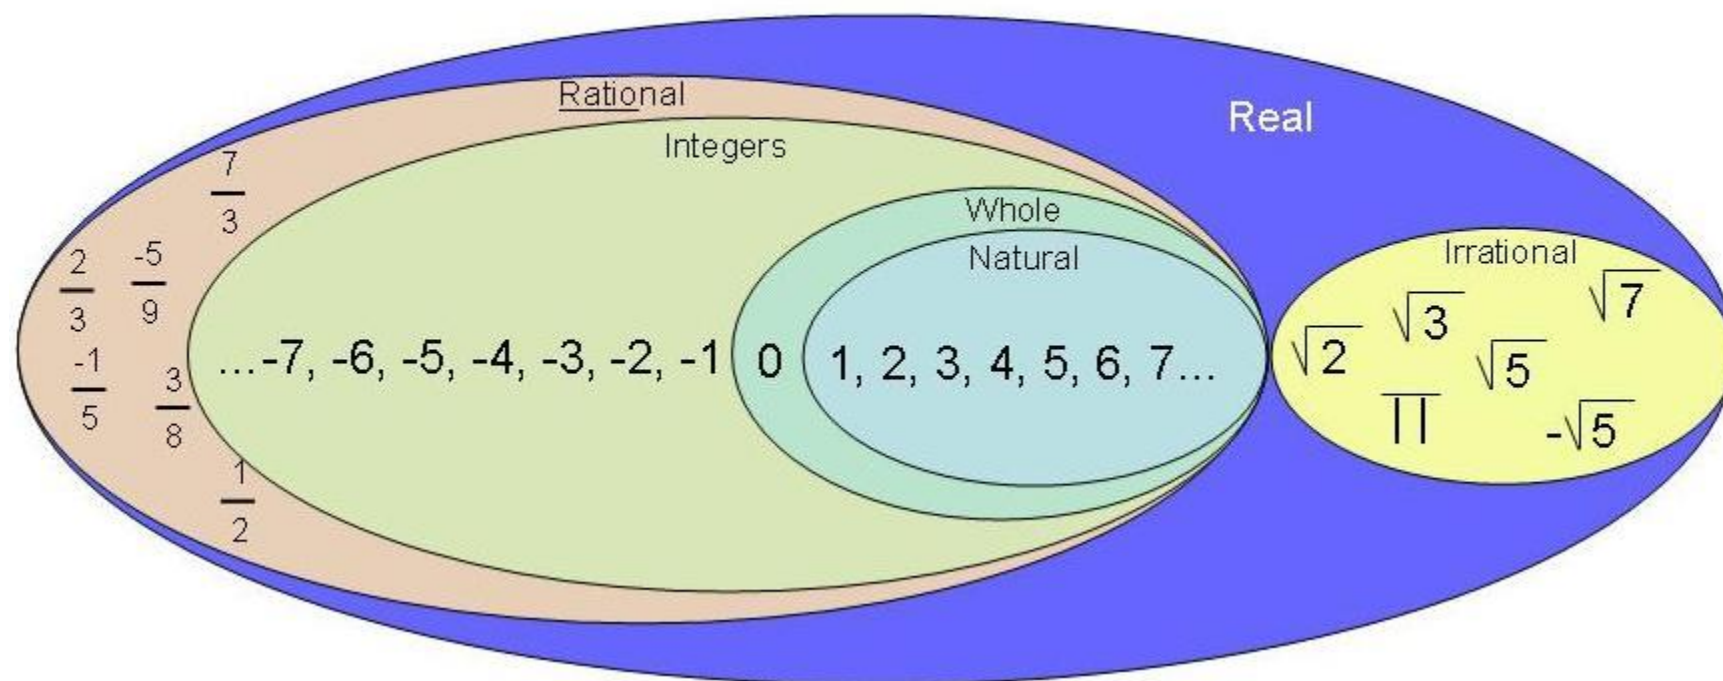 Rational
Real
Integers
7/3
Whole
Natural
Irrational
2/3
-5/9
√7
√3
√2
√5
...-7, -6, -5, -4, -3, -2, -1
0
1, 2, 3, 4, 5, 6, 7...
-1/5
3/8
∏
-√5
1/2